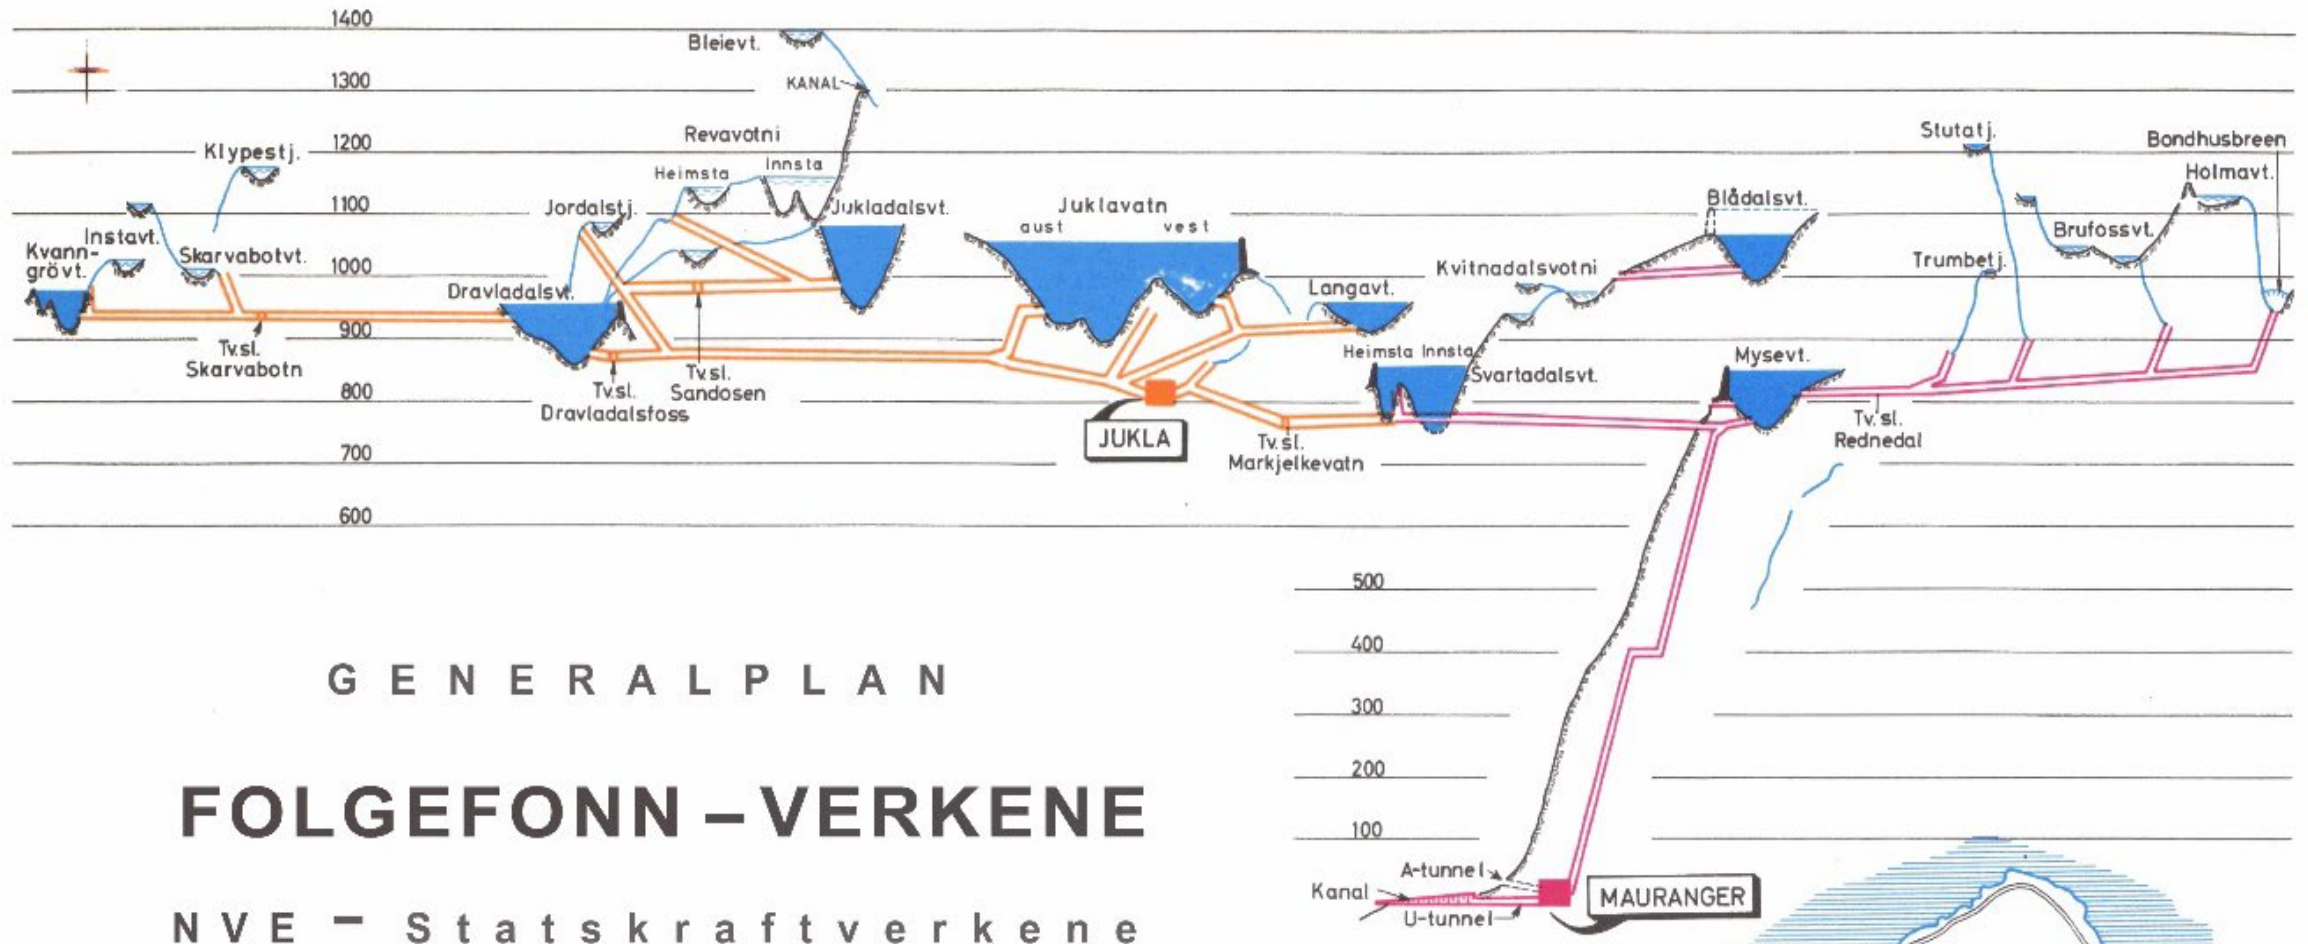 1400
Bleievt.
1300
KANAL
Revavotni
Stutatj.
Klypestj.
1200
Bondhusbreen
Heimsta
Innsta
Holmavt.
1100
Jordalstj.
Jukladalsvt.
Juklavatn
Blådalsvt.
aust
vest
Instavt.
Brufossvt.
Kvann-
grövt.
Skarvabotvt.
1000
Kvitnadalsvotni
Trumbetj.
Dravladalsvt.
Langavt.
900
Tv.sl.
Skarvabotn
Heimsta Innsta
Mysevt.
Tv.sl.
Dravladalsfoss
Tv.sl.
Sandosen
Svartadalsvt.
800
Tv.sl.
Rednedal
JUKLA
Tv.sl.
Markjelkevatn
700
600
500
400
GENERALPLAN
300
200
FOLGEFONN – VERKENE
100
A-tunnel
Kanal
MAURANGER
U-tunnel
NVE – Statskraftverkene